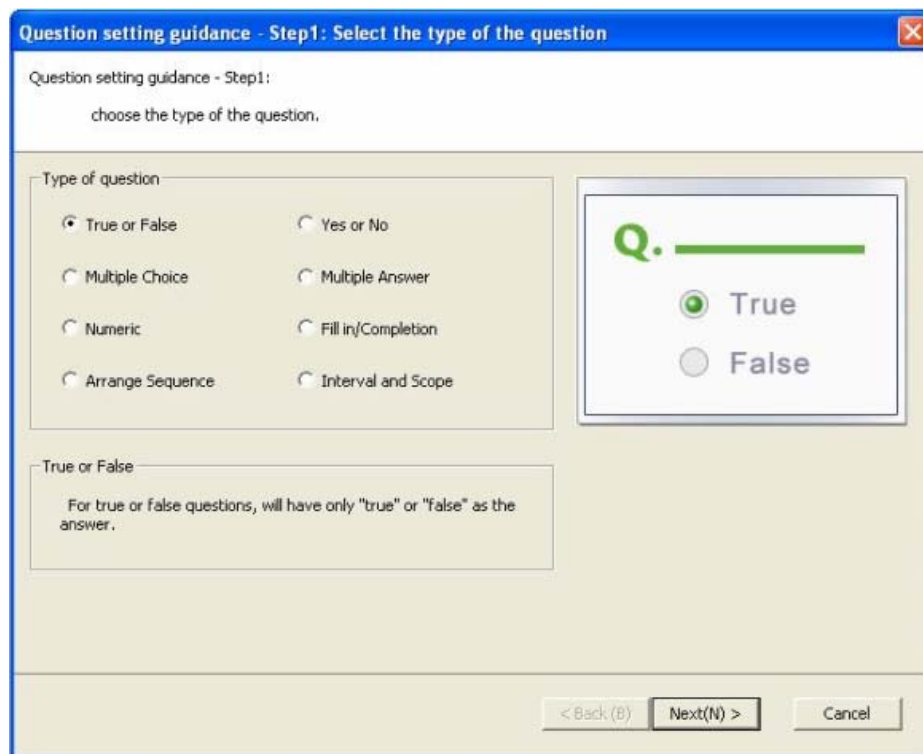 Question setting guidance - Step1: Select the type of the question
Question setting guidance - Step1:
choose the type of the question.
Type of question
True or False
Yes or No
Multiple Choice
Multiple Answer
Numeric
Fill in/Completion
Arrange Sequence
Interval and Scope
Q.
True
False
True or False
For true or false questions, will have only "true" or "false" as the
answer.
< Back (B)
Next(N) >
Cancel